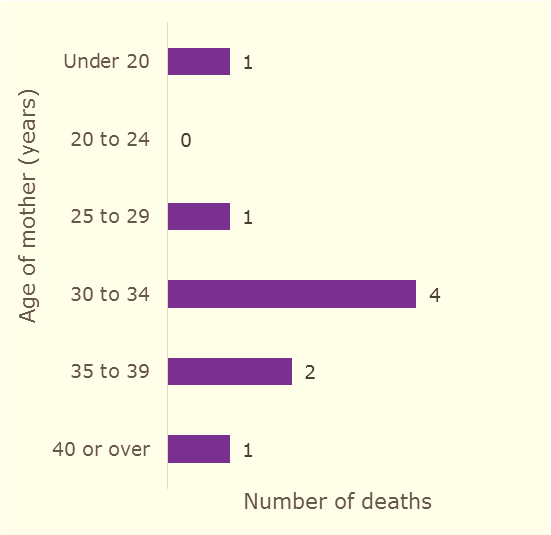 Age of mother (years)
Under 20 1
20 to 24 0
25 to 29 1
30 to 34 4
35 to 39 2
40 or over 1
Number of deaths